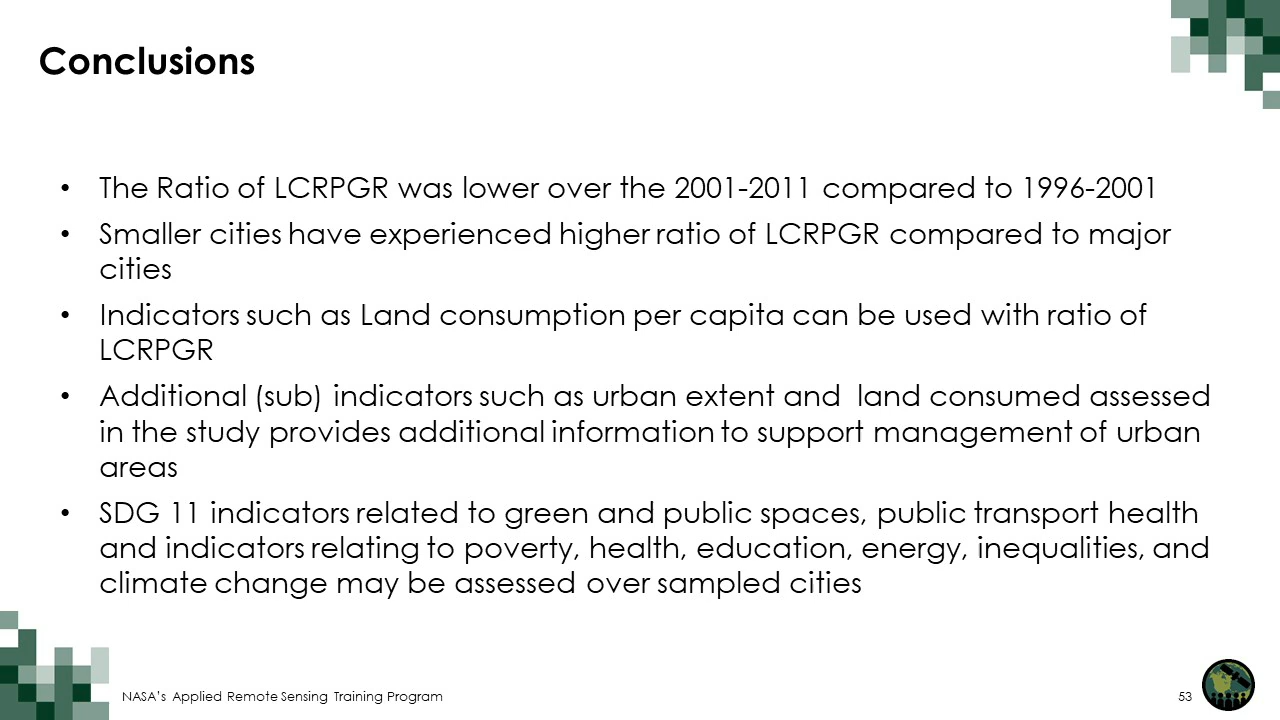 Conclusions
• The Ratio of LCRPGR was lower over the 2001-2011 compared to 1996-2001
• Smaller cities have experienced higher ratio of LCRPGR compared to major
cities
• Indicators such as Land consumption per capita can be used with ratio of
LCRPGR
• Additional (sub) indicators such as urban extent and  land consumed assessed
in the study provides additional information to support management of urban
areas
• SDG 11 indicators related to green and public spaces, public transport health
and indicators relating to poverty, health, education, energy, inequalities, and
climate change may be assessed over sampled cities
NASA's Applied Remote Sensing Training Program
53